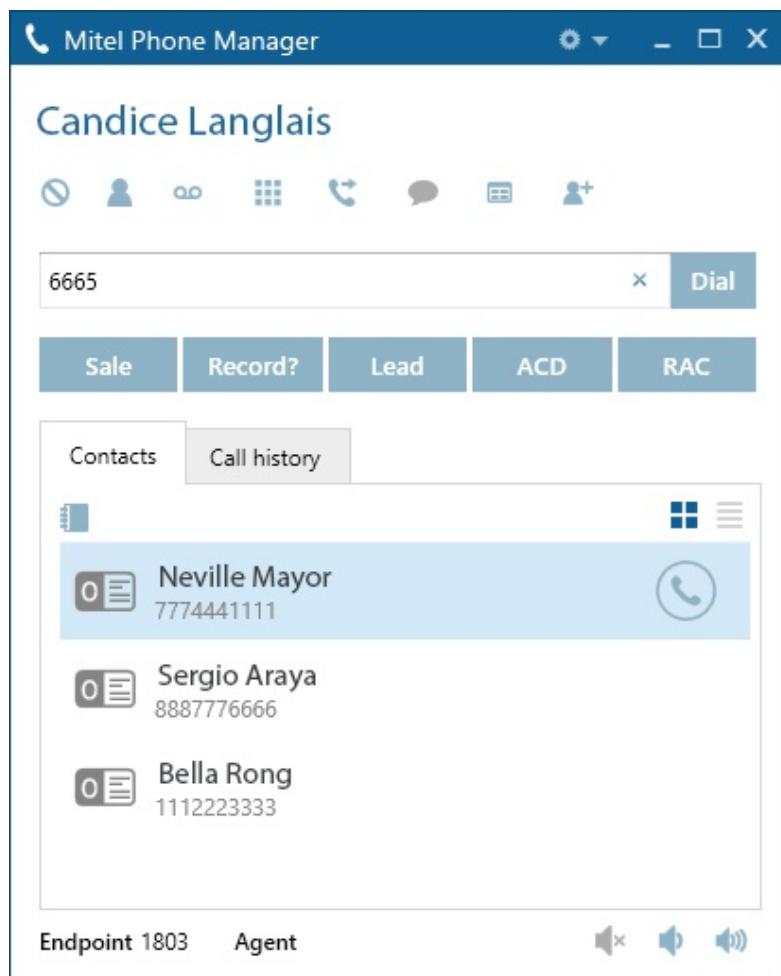 Mitel Phone Manager
Candice Langlais
6665 Dial
Sale Record? Lead ACD RAC
Contacts Call history
Neville Mayor
7774441111
Sergio Araya
8887776666
Bella Rong
1112223333
Endpoint 1803 Agent